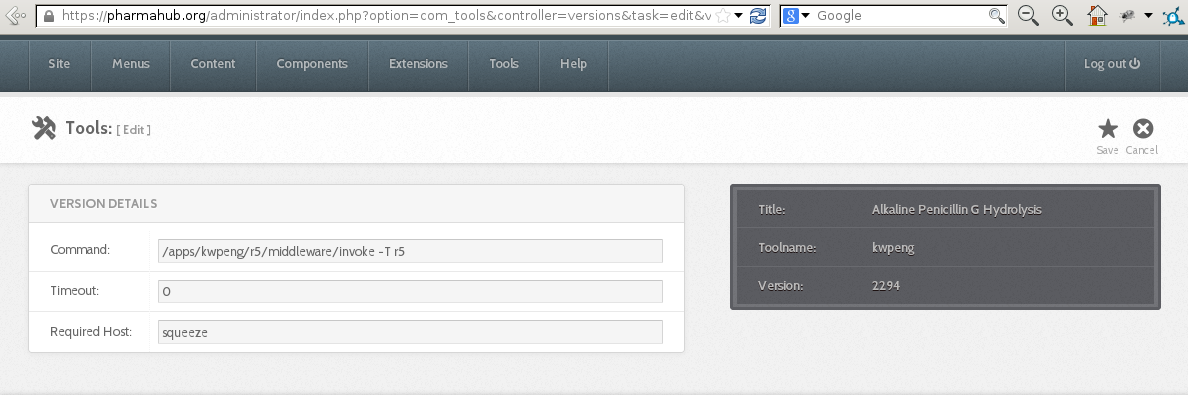 https://pharmahub.org/administrator/index.php?option=com_tools&controller=versions&task=edit&v
Google
Site Menus Content Components Extensions Tools Help Log out
Tools: [ Edit ]
Save Cancel
VERSION DETAILS
Command: /apps/kwpeng/r5/middleware/invoke -T r5
Timeout: 0
Required Host: squeeze
Title: Alkaline Penicillin G Hydrolysis
Toolname: kwpeng
Version: 2294